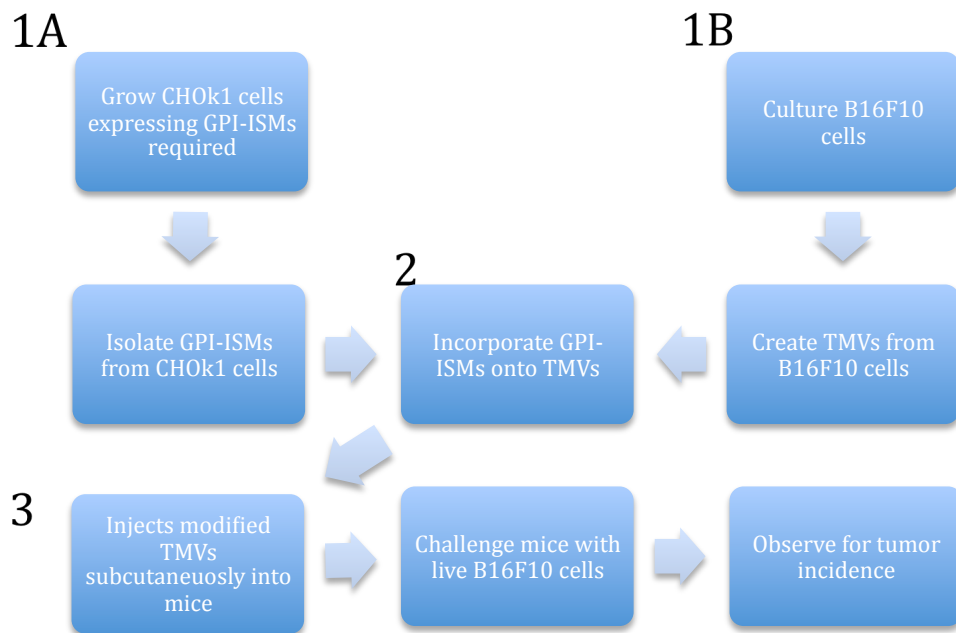 1A
1B
Grow CHOk1 cells
expressing GPI-ISMs
required
Culture B16F10
cells
2
Isolate GPI-ISMs
from CHOk1 cells
Incorporate GPI-
ISMs onto TMVs
Create TMVs from
B16F10 cells
3
Injects modified
TMVs
subcutaneuosly into
mice
Challenge mice with
live B16F10 cells
Observe for tumor
incidence